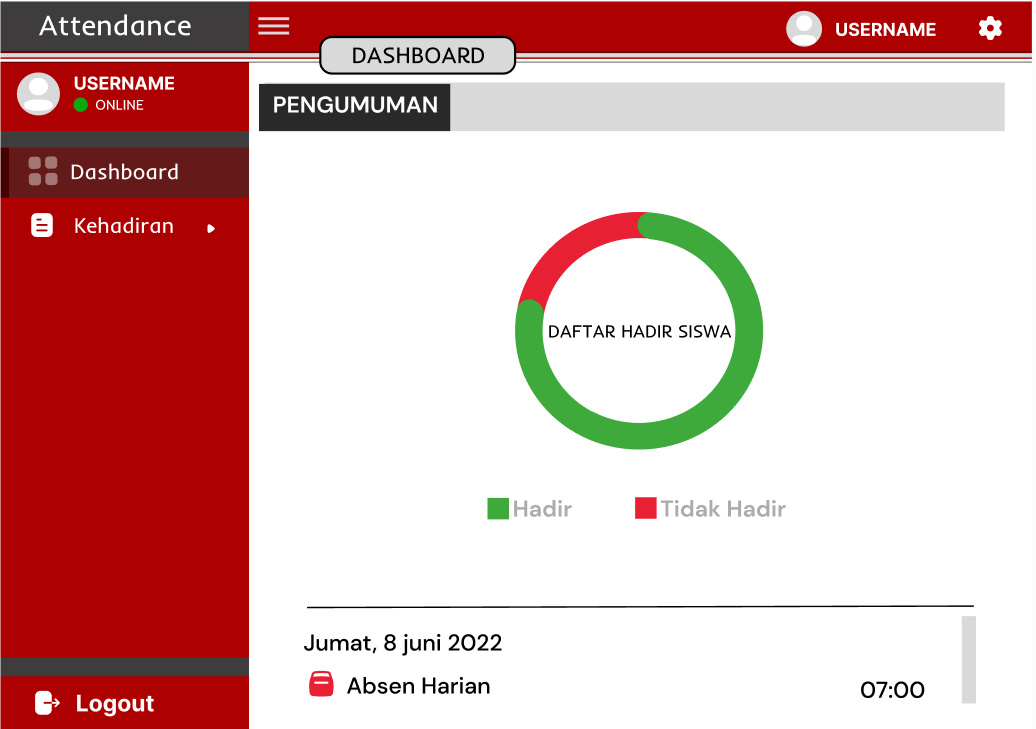 Attendance
USERNAME
DASHBOARD
USERNAME
ONLINE
PENGUMUMAN
Dashboard
Kehadiran
DAFTAR HADIR SISWA
Hadir
Tidak Hadir
Jumat, 8 juni 2022
Absen Harian
07:00
Logout